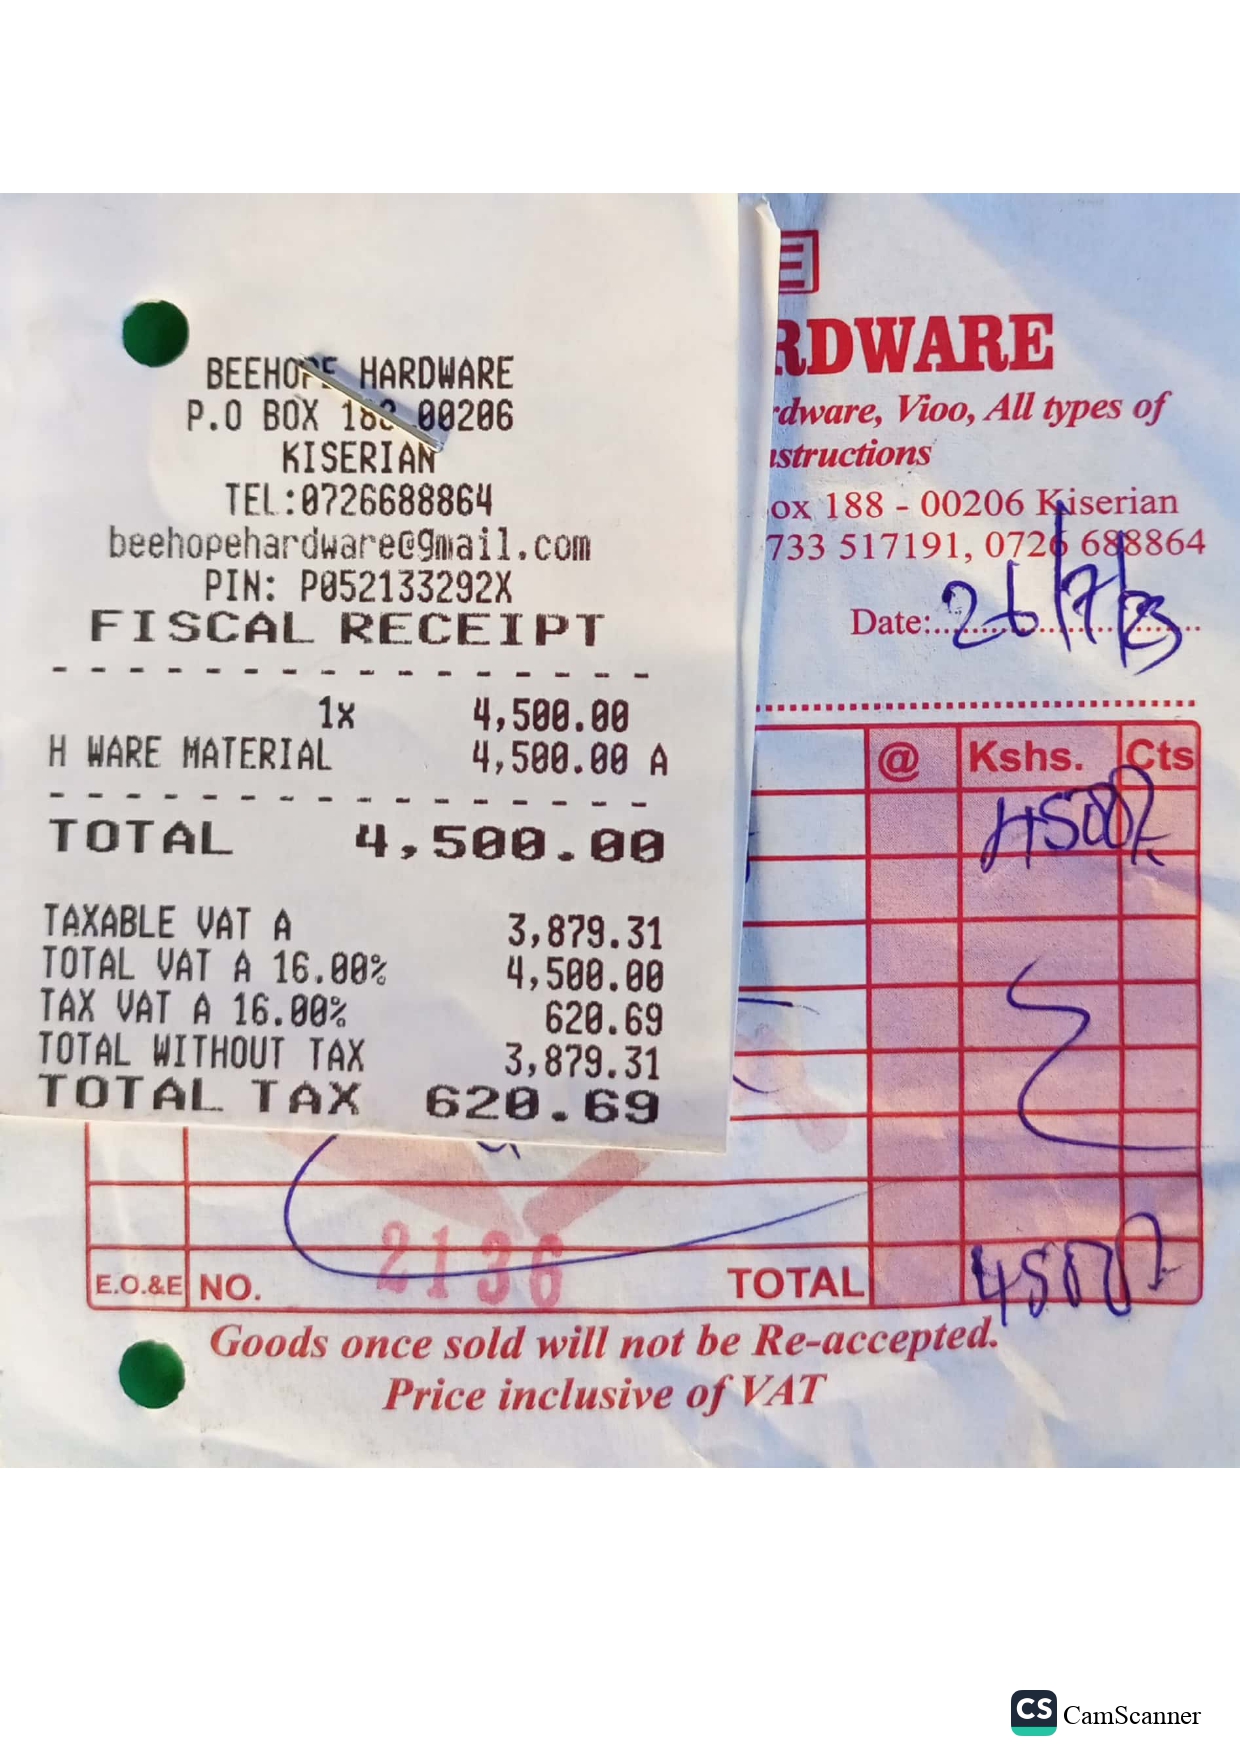 BEEHOPE HARDWARE
P.O BOX 188-00206
KISERIAN
TEL:0726688864
beehopehardware@gmail.com
PIN: P052133292X
FISCAL RECEIPT
1x 4,500.00
H WARE MATERIAL 4,500.00 A
TOTAL 4,500.00
TAXABLE VAT A 3,879.31
TOTAL VAT A 16.00% 4,500.00
TAX VAT A 16.00% 620.69
TOTAL WITHOUT TAX 3,879.31
TOTAL TAX 620.69
E
RDWARE
rdware, Vioo, All types of
structions
ox 188 - 00206 Kiserian
733 517191, 0726 688864
Date: 26/7/23
@ Kshs. Cts
4500/=
E.O.&E NO. 2136 TOTAL 4500/=
Goods once sold will not be Re-accepted.
Price inclusive of VAT
CS CamScanner